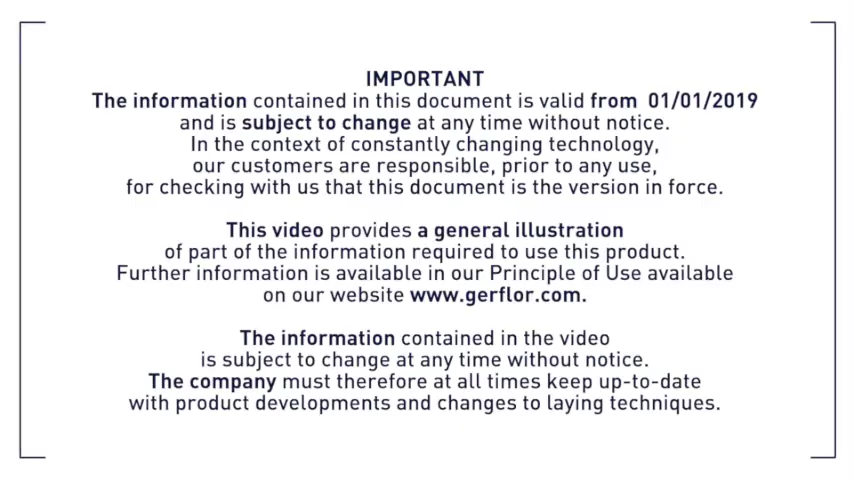 IMPORTANT
The information contained in this document is valid from 01/01/2019
and is subject to change at any time without notice.
In the context of constantly changing technology,
our customers are responsible, prior to any use,
for checking with us that this document is the version in force.
This video provides a general illustration
of part of the information required to use this product.
Further information is available in our Principle of Use available
on our website www.gerflor.com.
The information contained in the video
is subject to change at any time without notice.
The company must therefore at all times keep up-to-date
with product developments and changes to laying techniques.